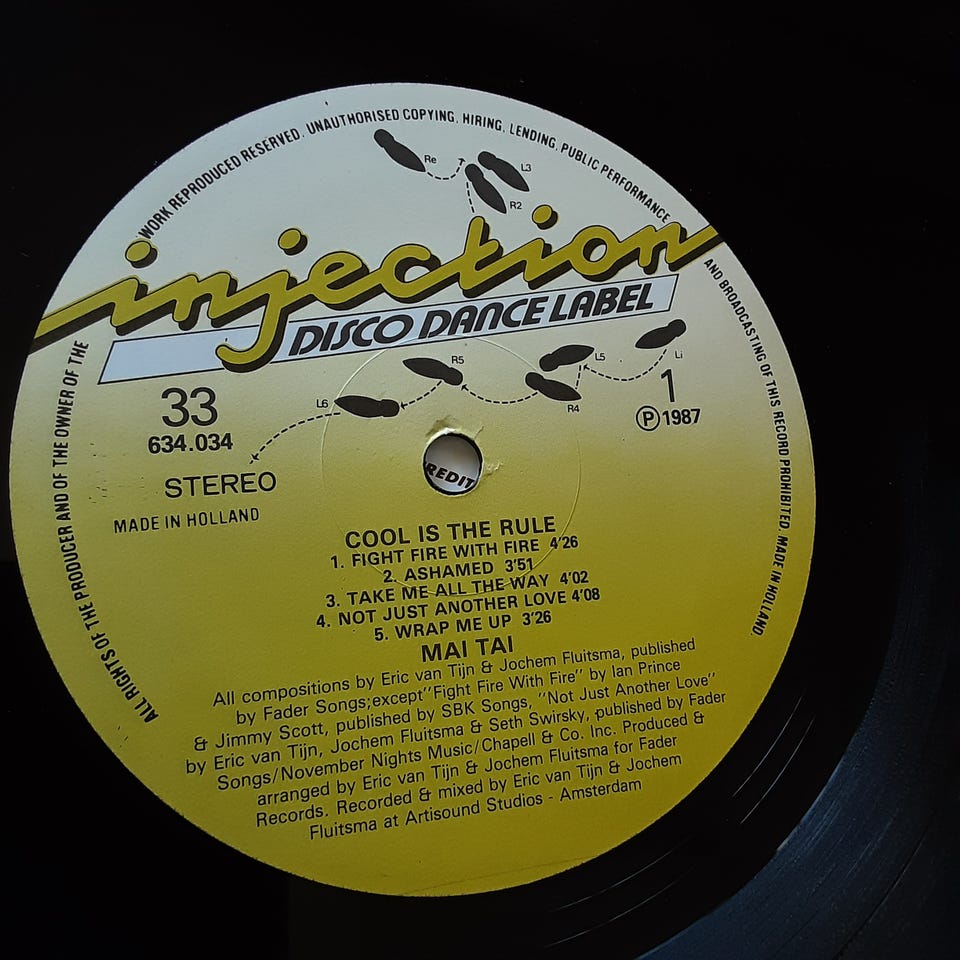 ALL RIGHTS OF THE PRODUCER AND OF THE OWNER OF THE WORK REPRODUCED RESERVED. UNAUTHORISED COPYING, HIRING, LENDING, PUBLIC PERFORMANCE AND BROADCASTING OF THIS RECORD PROHIBITED. MADE IN HOLLAND.
Re
L3
R2
injection
DISCO DANCE LABEL
R5
L5
Li
L6
R4
33
1
634.034
℗ 1987
STEREO
REDIT
MADE IN HOLLAND
COOL IS THE RULE
1. FIGHT FIRE WITH FIRE 4'26
2. ASHAMED 3'51
3. TAKE ME ALL THE WAY 4'02
4. NOT JUST ANOTHER LOVE 4'08
5. WRAP ME UP 3'26
MAI TAI
All compositions by Eric van Tijn & Jochem Fluitsma, published
by Fader Songs;except"Fight Fire With Fire" by Ian Prince
& Jimmy Scott, published by SBK Songs, "Not Just Another Love"
by Eric van Tijn, Jochem Fluitsma & Seth Swirsky, published by Fader
Songs/November Nights Music/Chapell & Co. Inc. Produced &
arranged by Eric van Tijn & Jochem Fluitsma for Fader
Records. Recorded & mixed by Eric van Tijn & Jochem
Fluitsma at Artisound Studios - Amsterdam